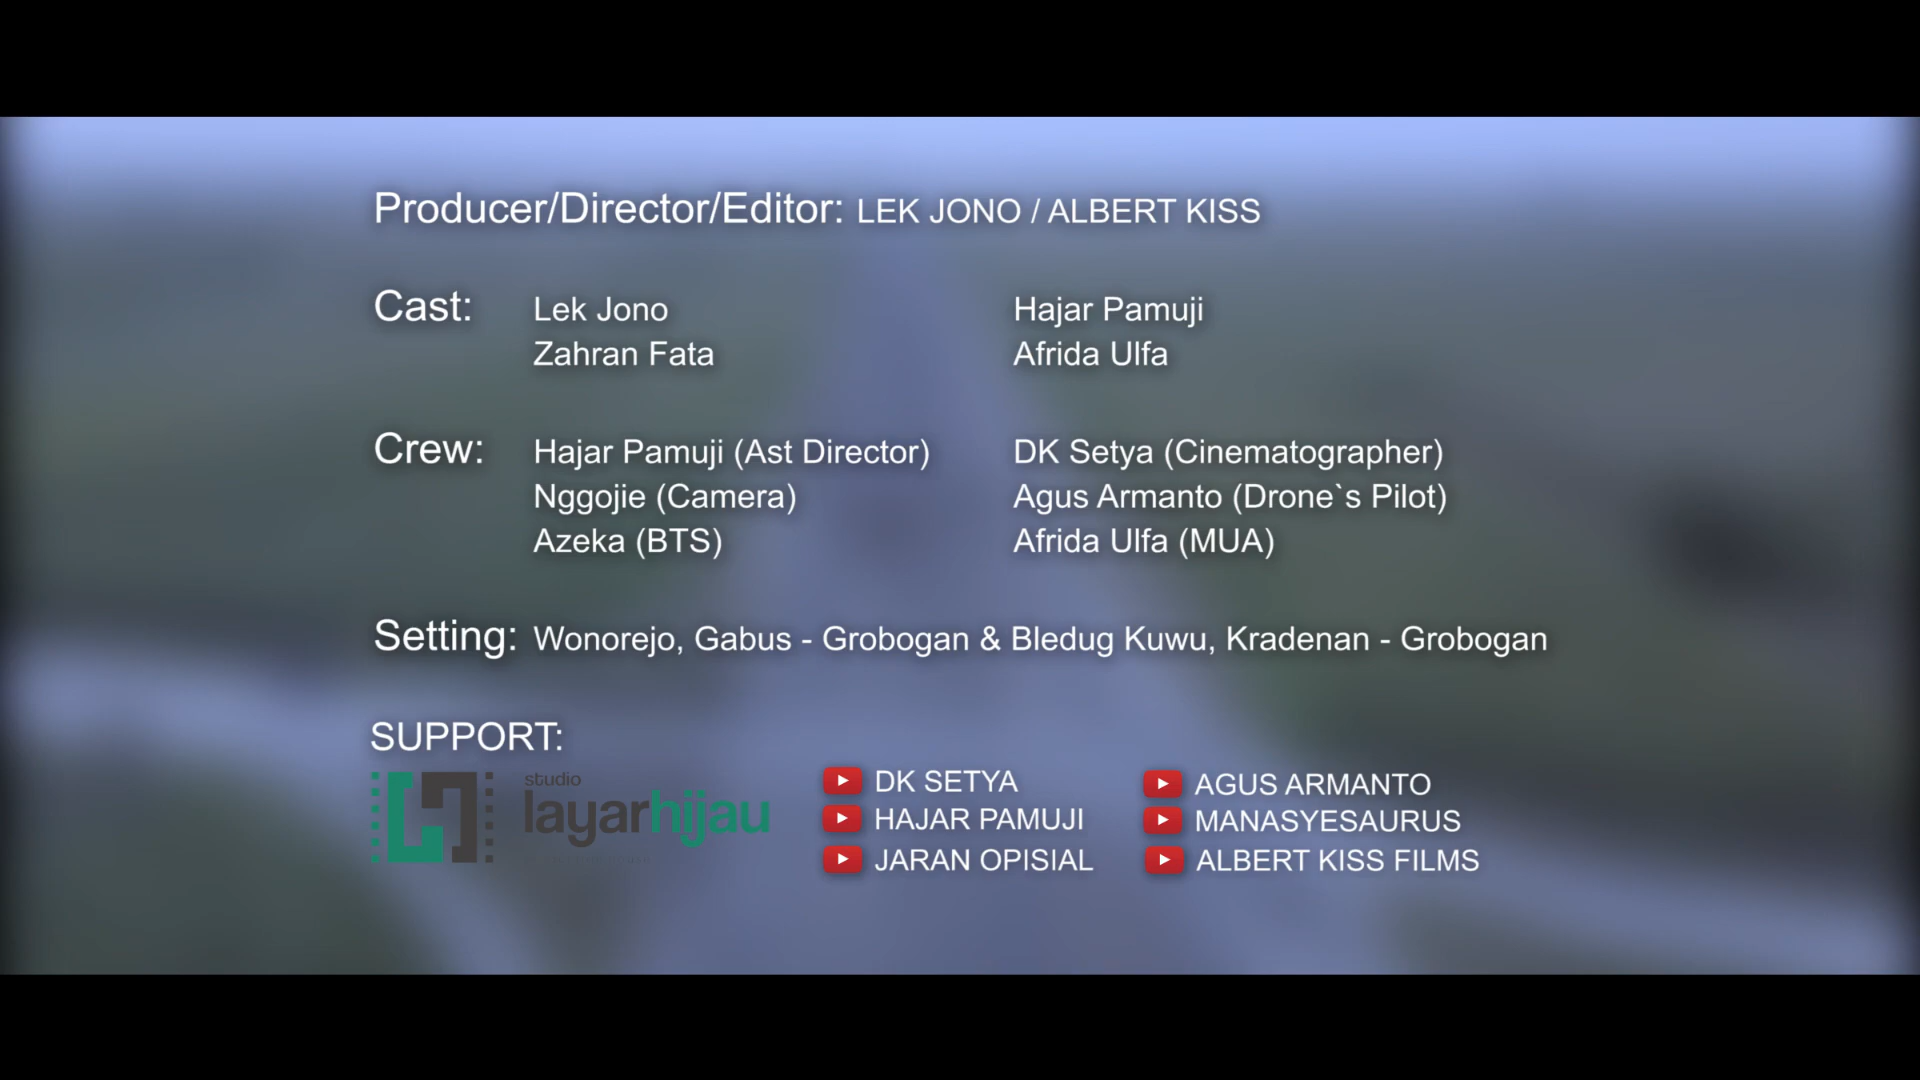 Producer/Director/Editor: LEK JONO / ALBERT KISS
Cast: Lek Jono Hajar Pamuji
Zahran Fata Afrida Ulfa
Crew: Hajar Pamuji (Ast Director) DK Setya (Cinematographer)
Nggojie (Camera) Agus Armanto (Drone`s Pilot)
Azeka (BTS) Afrida Ulfa (MUA)
Setting: Wonorejo, Gabus - Grobogan & Bledug Kuwu, Kradenan - Grobogan
SUPPORT:
studio
layarhijau
DK SETYA AGUS ARMANTO
HAJAR PAMUJI MANASYESAURUS
JARAN OPISIAL ALBERT KISS FILMS